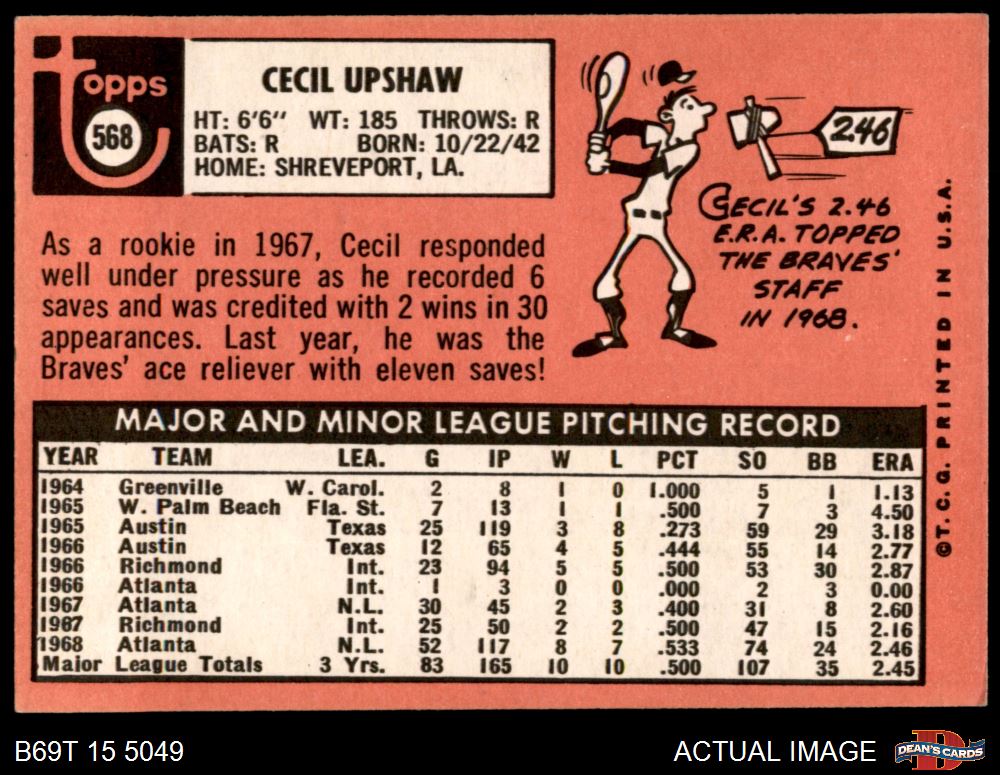 topps
568
CECIL UPSHAW
HT: 6'6" WT: 185 THROWS: R
BATS: R BORN: 10/22/42
HOME: SHREVEPORT, LA.
2.46
CECIL'S 2.46
E.R.A. TOPPED
THE BRAVES'
STAFF
IN 1968.
As a rookie in 1967, Cecil responded
well under pressure as he recorded 6
saves and was credited with 2 wins in 30
appearances. Last year, he was the
Braves' ace reliever with eleven saves!
MAJOR AND MINOR LEAGUE PITCHING RECORD
YEAR TEAM LEA. G IP W L PCT SO BB ERA
1964 Greenville W. Carol. 2 8 1 0 1.000 5 1 1.13
1965 W. Palm Beach Fla. St. 7 13 1 1 .500 7 3 4.50
1965 Austin Texas 25 119 3 8 .273 59 29 3.18
1966 Austin Texas 12 65 4 5 .444 55 14 2.77
1966 Richmond Int. 23 94 5 5 .500 53 30 2.87
1966 Atlanta Int. 1 3 0 0 .000 2 3 0.00
1967 Atlanta N.L. 30 45 2 3 .400 31 8 2.60
1967 Richmond Int. 25 50 2 2 .500 47 15 2.16
1968 Atlanta N.L. 52 117 8 7 .533 74 24 2.46
Major League Totals 3 Yrs. 83 165 10 10 .500 107 35 2.45
©T. C. G. PRINTED IN U.S.A.
B69T 15 5049
ACTUAL IMAGE
DEAN'S CARDS